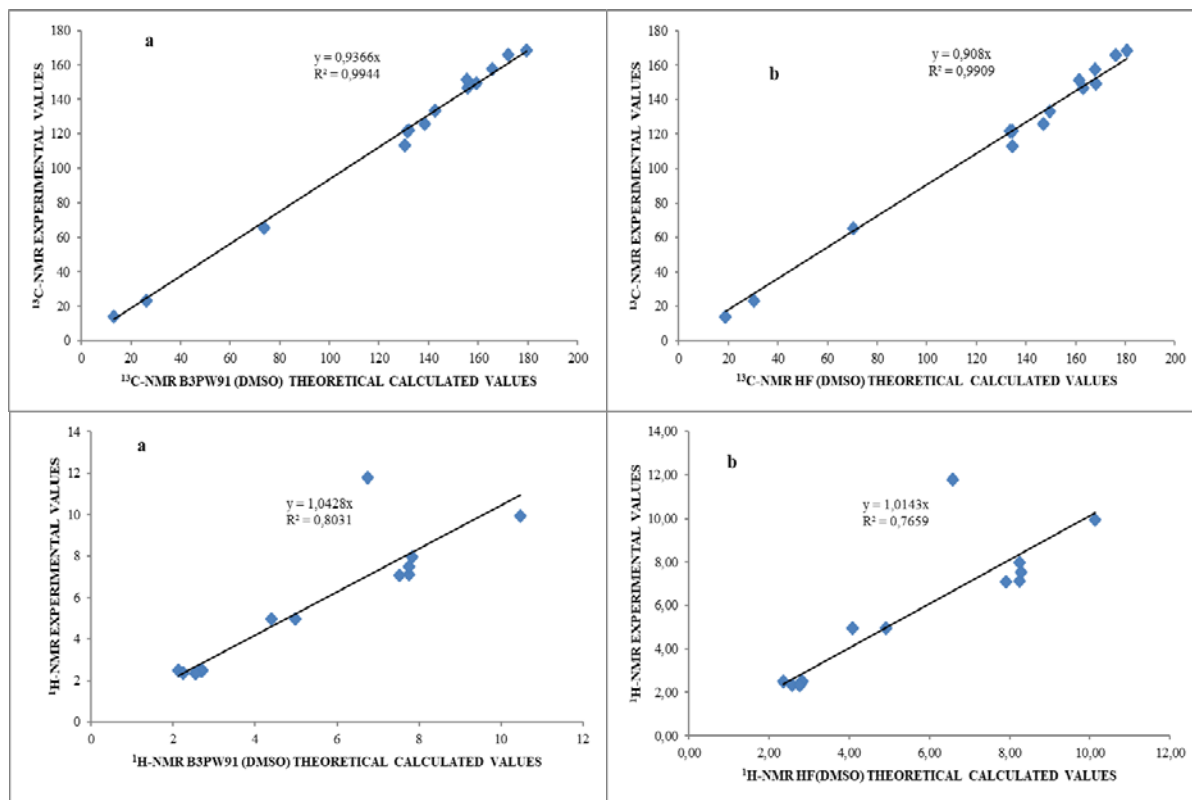 a
y = 0,9366x
R² = 0,9944
¹³C-NMR EXPERIMENTAL VALUES
180
160
140
120
100
80
60
40
20
0
0 20 40 60 80 100 120 140 160 180 200
¹³C-NMR B3PW91 (DMSO) THEORETICAL CALCULATED VALUES
b
y = 0,908x
R² = 0,9909
¹³C-NMR EXPERIMENTAL VALUES
180
160
140
120
100
80
60
40
20
0
0 20 40 60 80 100 120 140 160 180 200
¹³C-NMR HF (DMSO) THEORETICAL CALCULATED VALUES
a
y = 1,0428x
R² = 0,8031
¹H-NMR EXPERIMENTAL VALUES
14
12
10
8
6
4
2
0
0 2 4 6 8 10 12
¹H-NMR B3PW91 (DMSO) THEORETICAL CALCULATED VALUES
b
y = 1,0143x
R² = 0,7659
¹H-NMR EXPERIMENTAL VALUES
14,00
12,00
10,00
8,00
6,00
4,00
2,00
0,00
0,00 2,00 4,00 6,00 8,00 10,00 12,00
¹H-NMR HF(DMSO) THEORETICAL CALCULATED VALUES